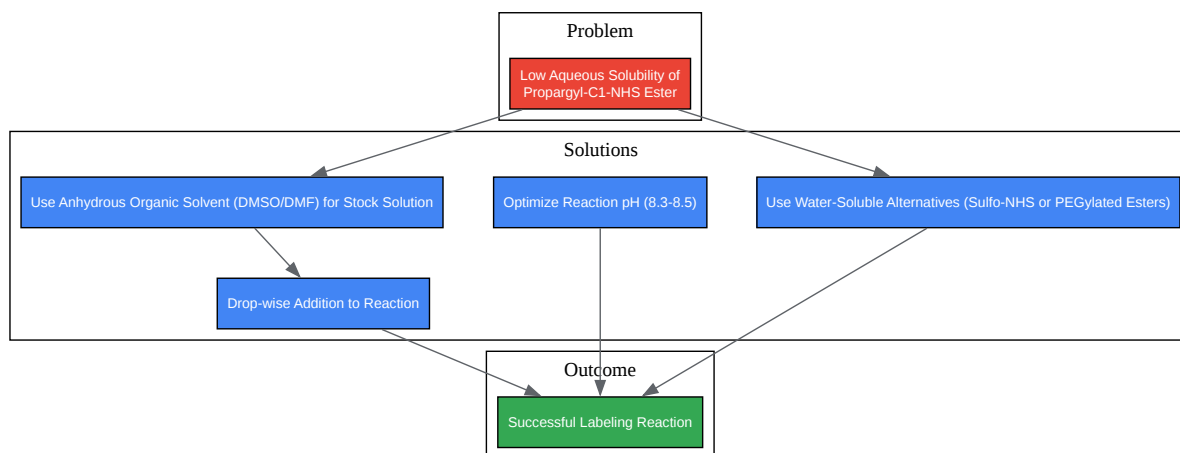 Problem
Low Aqueous Solubility of
Propargyl-C1-NHS Ester
Solutions
Use Anhydrous Organic Solvent (DMSO/DMF) for Stock Solution
Optimize Reaction pH (8.3-8.5)
Use Water-Soluble Alternatives (Sulfo-NHS or PEGylated Esters)
Drop-wise Addition to Reaction
Outcome
Successful Labeling Reaction